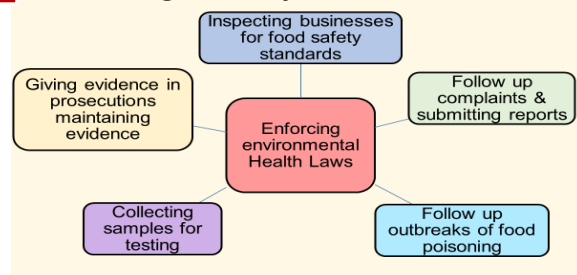 Inspecting businesses
for food safety
standards
Giving evidence in
prosecutions
maintaining
evidence
Follow up
complaints &
submitting reports
Enforcing
environmental
Health Laws
Collecting
samples for
testing
Follow up
outbreaks of food
poisoning